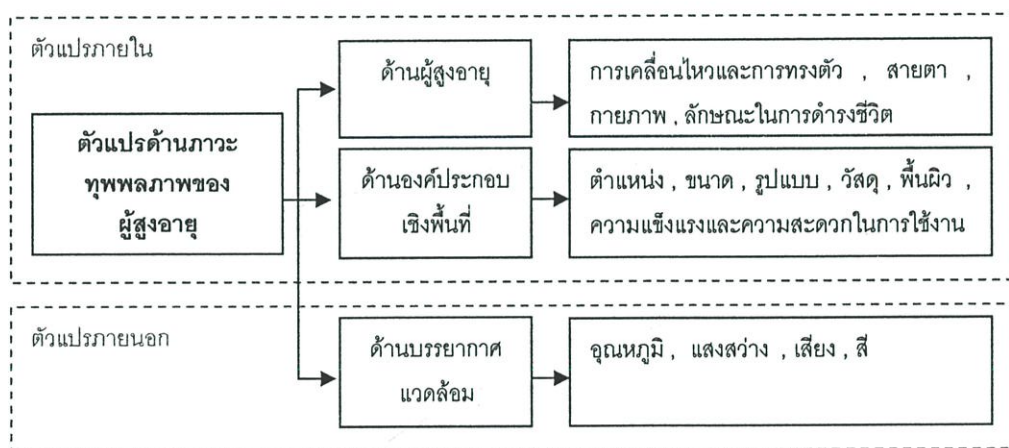 ตัวแปรภายใน
ด้านผู้สูงอายุ
การเคลื่อนไหวและการทรงตัว , สายตา ,
กายภาพ , ลักษณะในการดำรงชีวิต
ตัวแปรด้านภาวะ
ทุพพลภาพของ
ผู้สูงอายุ
ด้านองค์ประกอบ
เชิงพื้นที่
ตำแหน่ง , ขนาด , รูปแบบ , วัสดุ , พื้นผิว ,
ความแข็งแรงและความสะดวกในการใช้งาน
ตัวแปรภายนอก
ด้านบรรยากาศ
แวดล้อม
อุณหภูมิ , แสงสว่าง , เสียง , สี